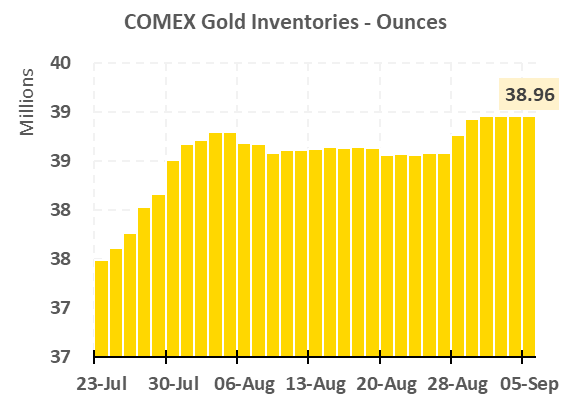 COMEX Gold Inventories - Ounces
Millions
40
39
39
38
38
37
37
38.96
23-Jul 30-Jul 06-Aug 13-Aug 20-Aug 28-Aug 05-Sep